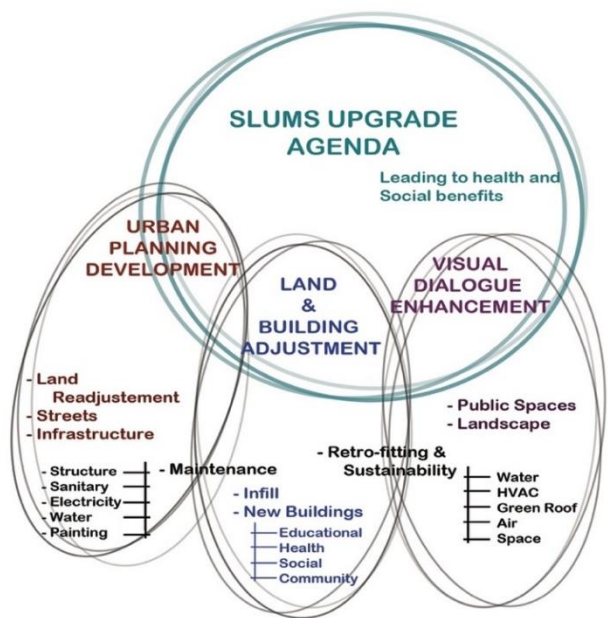 SLUMS UPGRADE
AGENDA
Leading to health and
Social benefits
URBAN
PLANNING
DEVELOPMENT
LAND
&
BUILDING
ADJUSTMENT
VISUAL
DIALOGUE
ENHANCEMENT
- Land
Readjustement
- Streets
- Infrastructure
- Structure
- Sanitary
- Electricity
- Water
- Painting
- Maintenance
- Infill
- New Buildings
Educational
Health
Social
Community
- Retro-fitting &
Sustainability
- Public Spaces
- Landscape
Water
HVAC
Green Roof
Air
Space